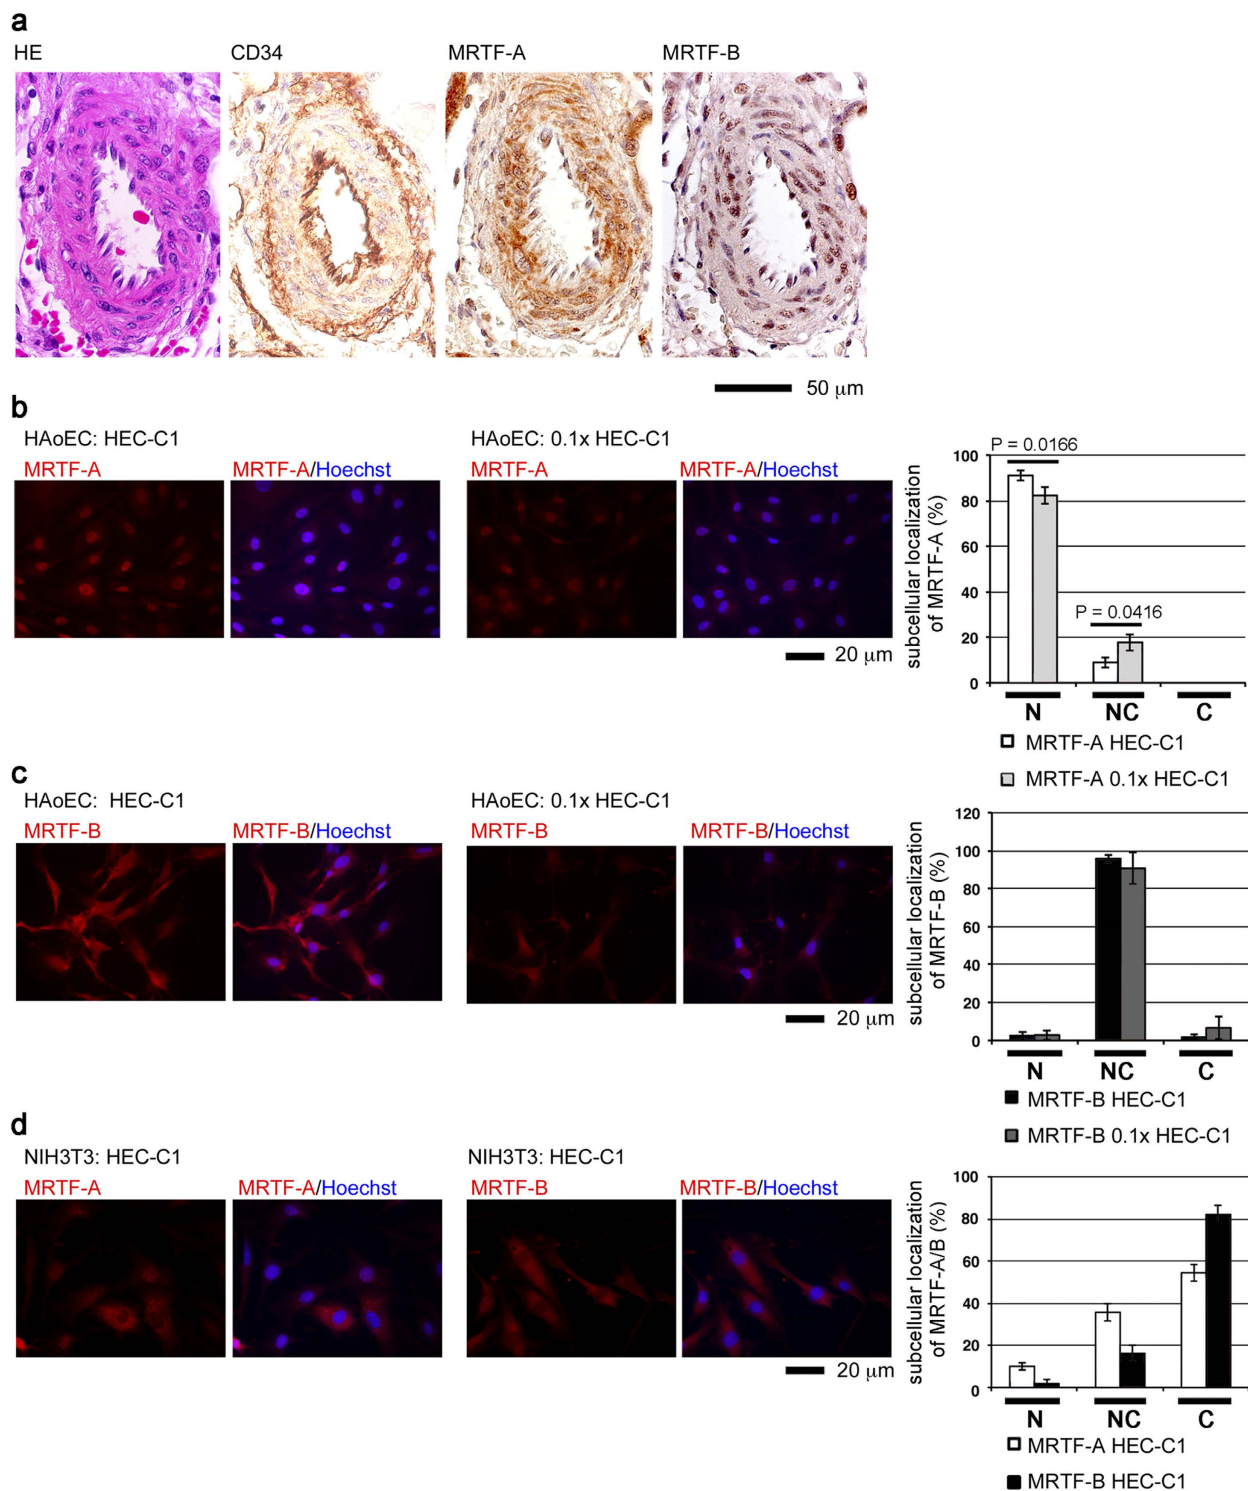 a
HE CD34 MRTF-A MRTF-B
50 μm
b
HAoEC: HEC-C1 HAoEC: 0.1x HEC-C1
MRTF-A MRTF-A/Hoechst MRTF-A MRTF-A/Hoechst
20 μm
subcellular localization
of MRTF-A (%)
P = 0.0166
100
80
60
40
20
0
P = 0.0416
N NC C
MRTF-A HEC-C1
MRTF-A 0.1x HEC-C1
c
HAoEC: HEC-C1 HAoEC: 0.1x HEC-C1
MRTF-B MRTF-B/Hoechst MRTF-B MRTF-B/Hoechst
20 μm
subcellular localization
of MRTF-B (%)
120
100
80
60
40
20
0
N NC C
MRTF-B HEC-C1
MRTF-B 0.1x HEC-C1
d
NIH3T3: HEC-C1 NIH3T3: HEC-C1
MRTF-A MRTF-A/Hoechst MRTF-B MRTF-B/Hoechst
20 μm
subcellular localization
of MRTF-A/B (%)
100
80
60
40
20
0
N NC C
MRTF-A HEC-C1
MRTF-B HEC-C1